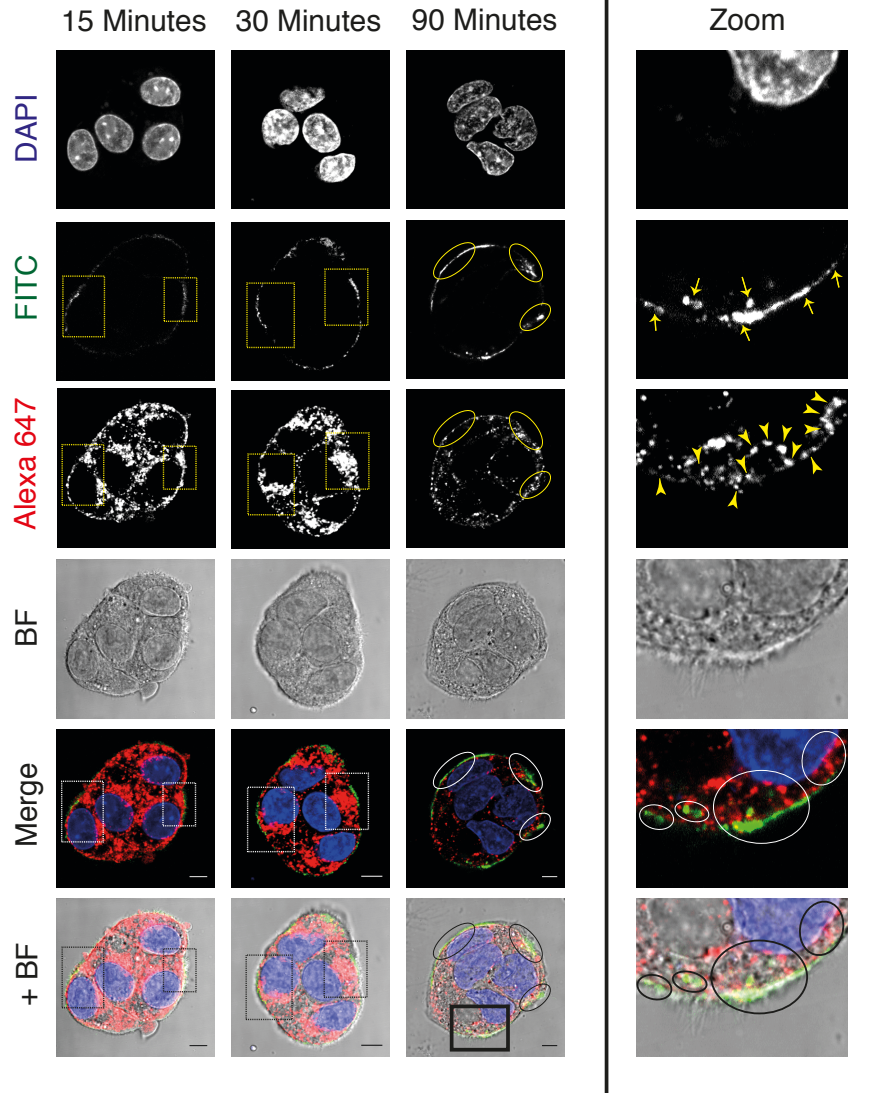 15 Minutes 30 Minutes 90 Minutes Zoom
DAPI
FITC
Alexa 647
BF
Merge
+ BF